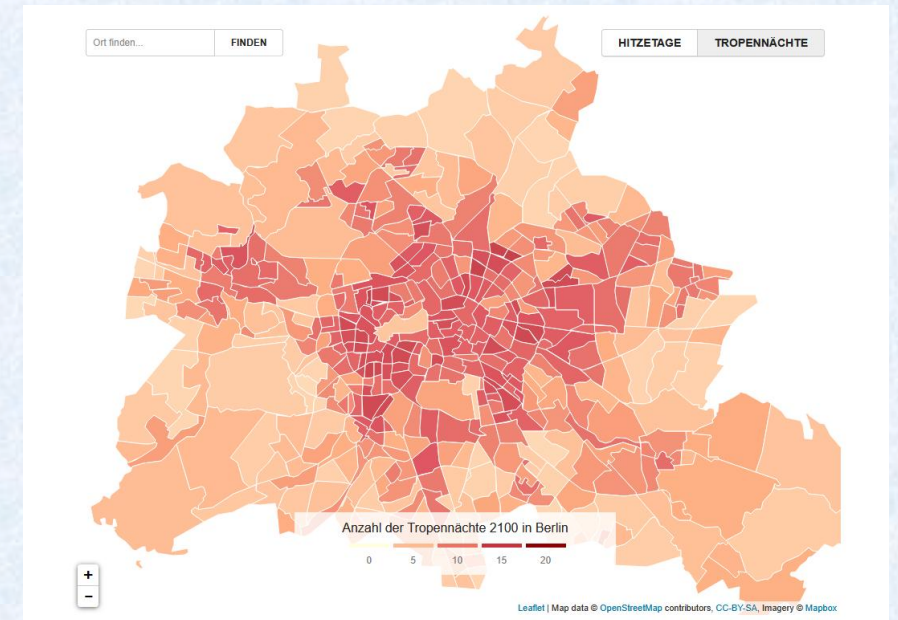 Ort finden...
FINDEN
HITZETAGE
TROPENNÄCHTE
Anzahl der Tropennächte 2100 in Berlin
0 5 10 15 20
+
−
Leaflet | Map data © OpenStreetMap contributors, CC-BY-SA, Imagery © Mapbox